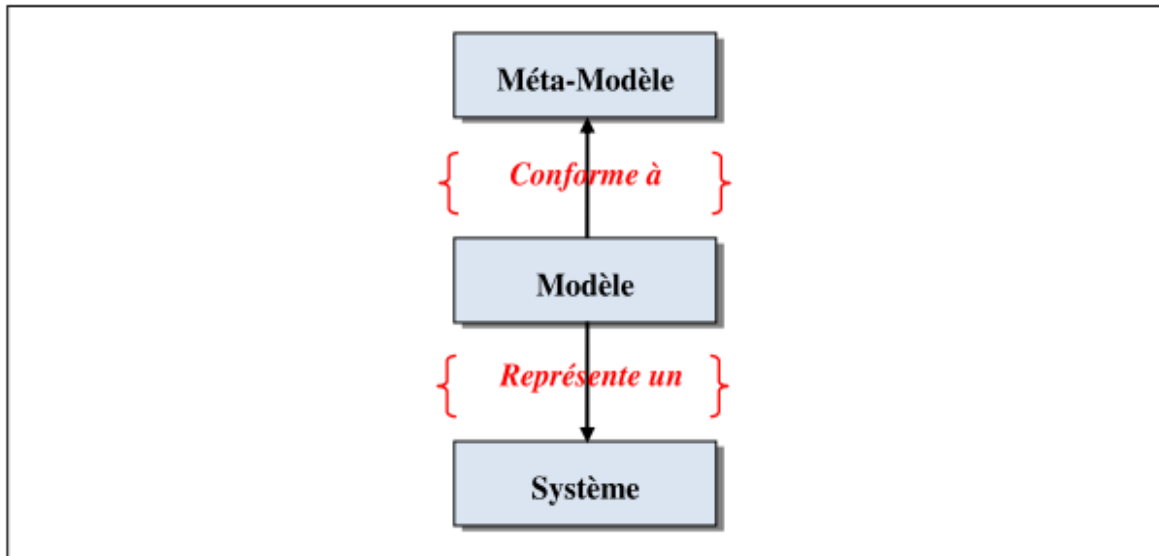 Méta-Modèle
Conforme à
Modèle
Représente un
Système